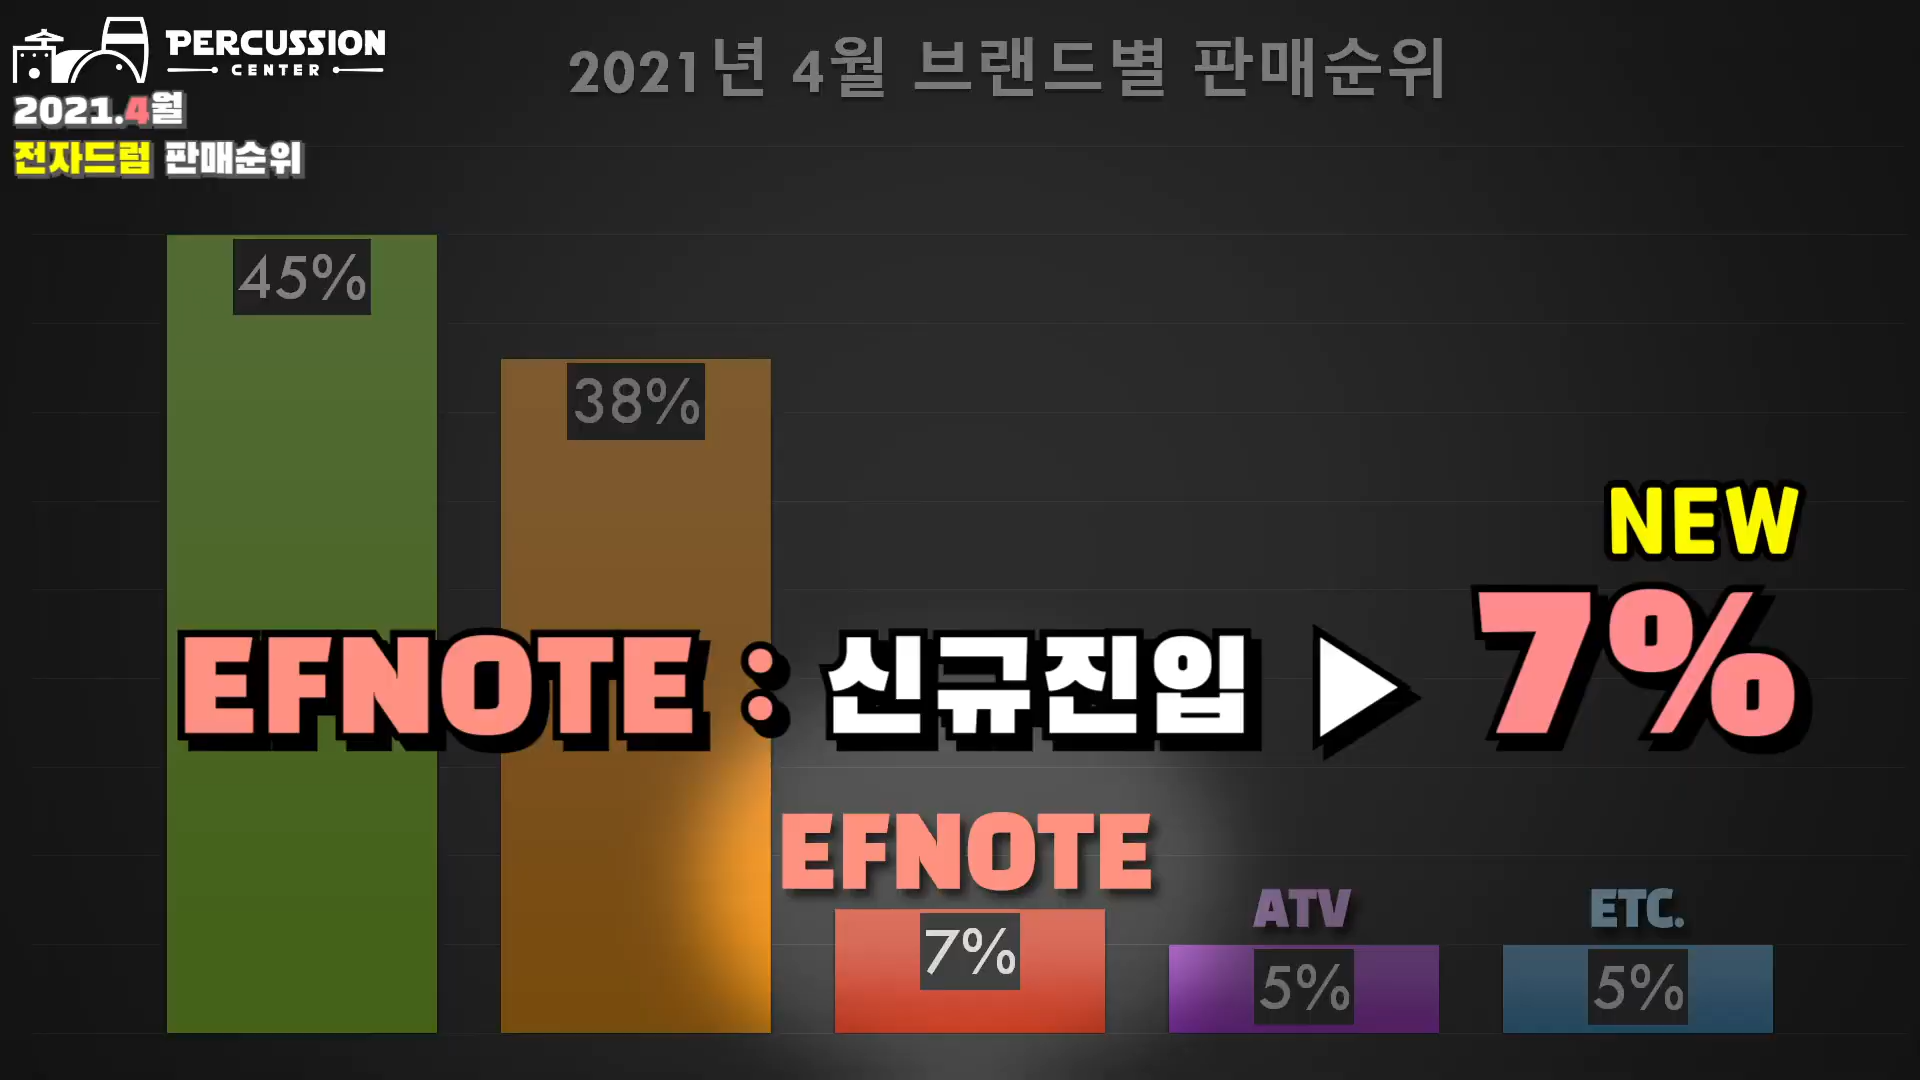 PERCUSSION
CENTER
2021.4월
전자드럼 판매순위
2021년 4월 브랜드별 판매순위
45%
38%
NEW
EFNOTE : 신규진입 ▶ 7%
EFNOTE
7%
ATV
5%
ETC.
5%